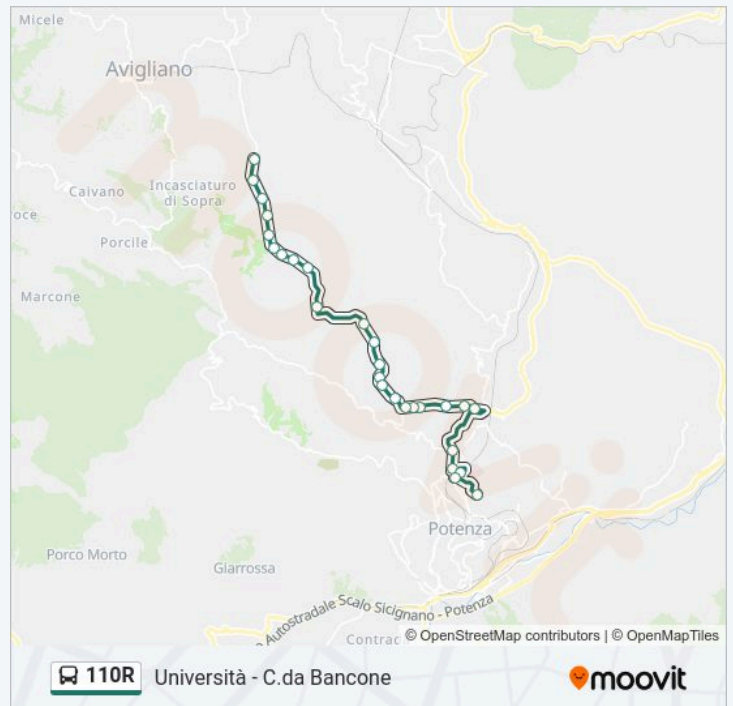 Micele
Avigliano
Caivano
Incasciaturo
di Sopra
oce
Porcile
Marcone
Potenza
Porco Morto
Giarrossa
o Autostradale Scalo Sicignano - Potenza
Contrac
© OpenStreetMap contributors | © OpenMapTiles
110R Università - C.da Bancone
moovit
moovit